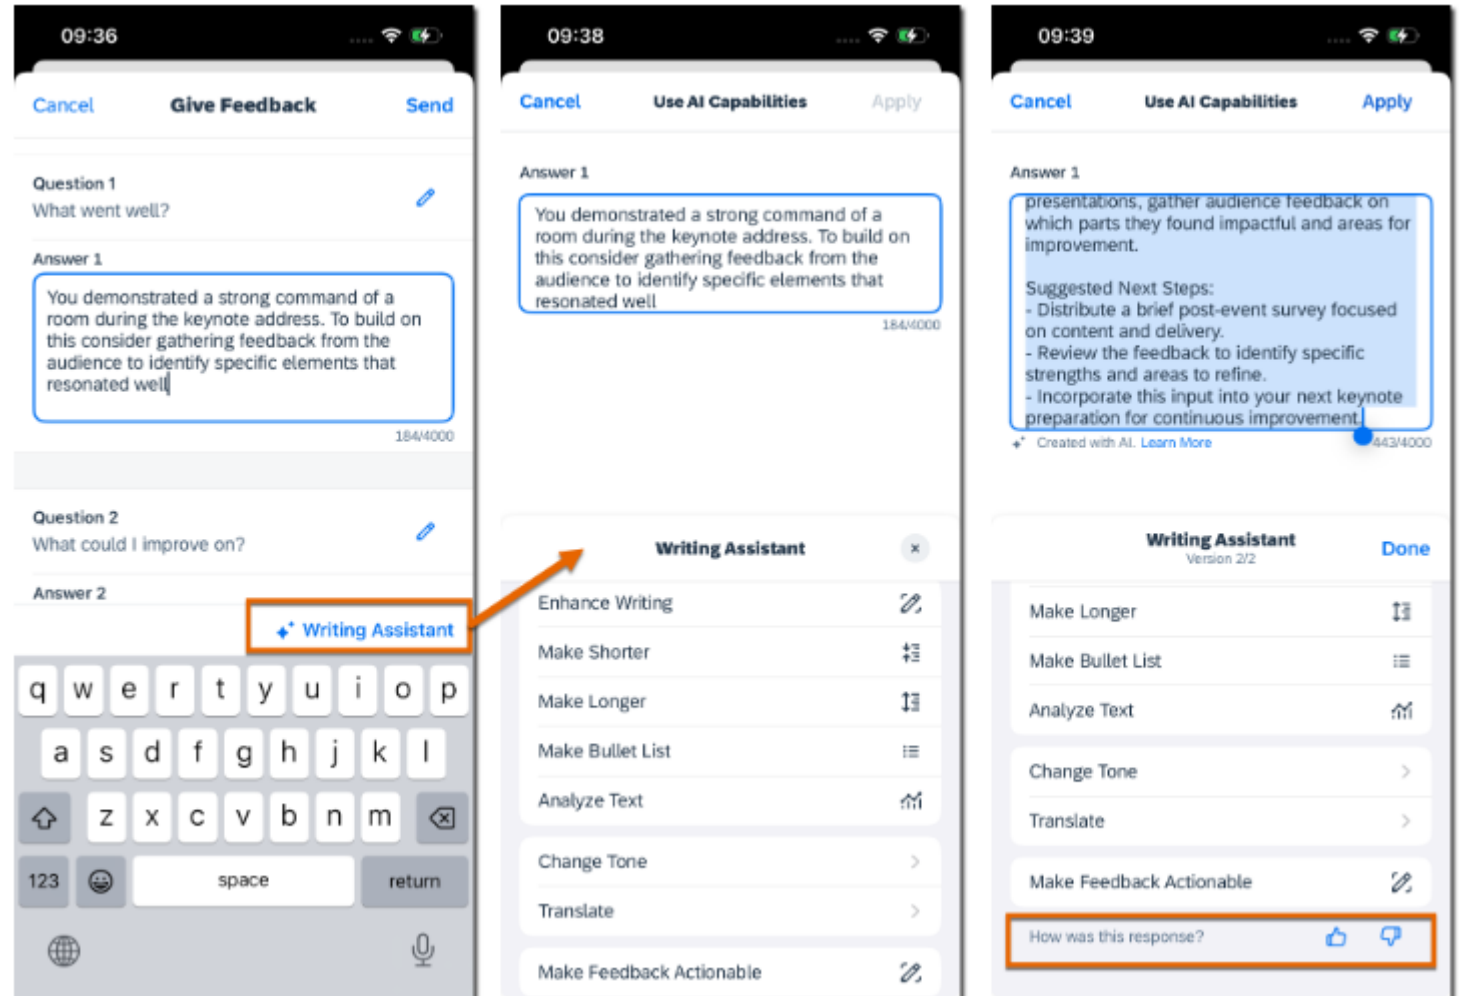 09:36
Cancel
Give Feedback
Send
Question 1
What went well?
Answer 1
You demonstrated a strong command of a
room during the keynote address. To build on
this consider gathering feedback from the
audience to identify specific elements that
resonated well
184/4000
Question 2
What could I improve on?
Answer 2
Writing Assistant
q w e r t y u i o p
a s d f g h j k l
z x c v b n m
123
space
return
09:38
Cancel
Use AI Capabilities
Apply
Answer 1
You demonstrated a strong command of a
room during the keynote address. To build on
this consider gathering feedback from the
audience to identify specific elements that
resonated well
184/4000
Writing Assistant
Enhance Writing
Make Shorter
Make Longer
Make Bullet List
Analyze Text
Change Tone
Translate
Make Feedback Actionable
09:39
Cancel
Use AI Capabilities
Apply
Answer 1
presentations, gather audience feedback on
which parts they found impactful and areas for
improvement.
Suggested Next Steps:
- Distribute a brief post-event survey focused
on content and delivery.
- Review the feedback to identify specific
strengths and areas to refine.
- Incorporate this input into your next keynote
preparation for continuous improvement.
Created with AI. Learn More
443/4000
Writing Assistant
Version 2/2
Done
Make Longer
Make Bullet List
Analyze Text
Change Tone
Translate
Make Feedback Actionable
How was this response?